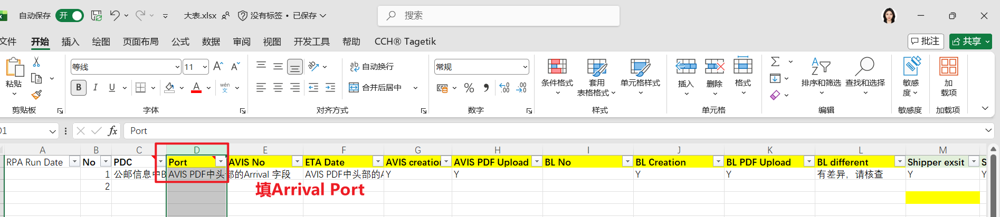 自动保存 开 大表.xlsx 没有标签 • 已保存 搜索
文件 开始 插入 绘图 页面布局 公式 数据 审阅 视图 开发工具 帮助 CCH® Tagetik 批注 共享
等线 11 A A ab c 自动换行 常规
粘贴 B I U A wén 文 合并后居中 % 条件格式 套用 表格格式 单元格样式 插入 删除 格式 排序和筛选 查找和选择 敏感度 加载项
剪贴板 字体 对齐方式 数字 样式 单元格 编辑 敏感度 加载项
D1 fx Port
A B C D E F G H I J K L M
RPA Run Date No PDC Port AVIS No ETA Date AVIS creation AVIS PDF Upload BL No BL Creation BL PDF Upload BL different Shipper exsit S
1 公邮信息中B AVIS PDF中头部的Arrival 字段 AVIS PDF中头部的A Y Y Y Y 有差异，请核查 Y Y
2
填Arrival Port